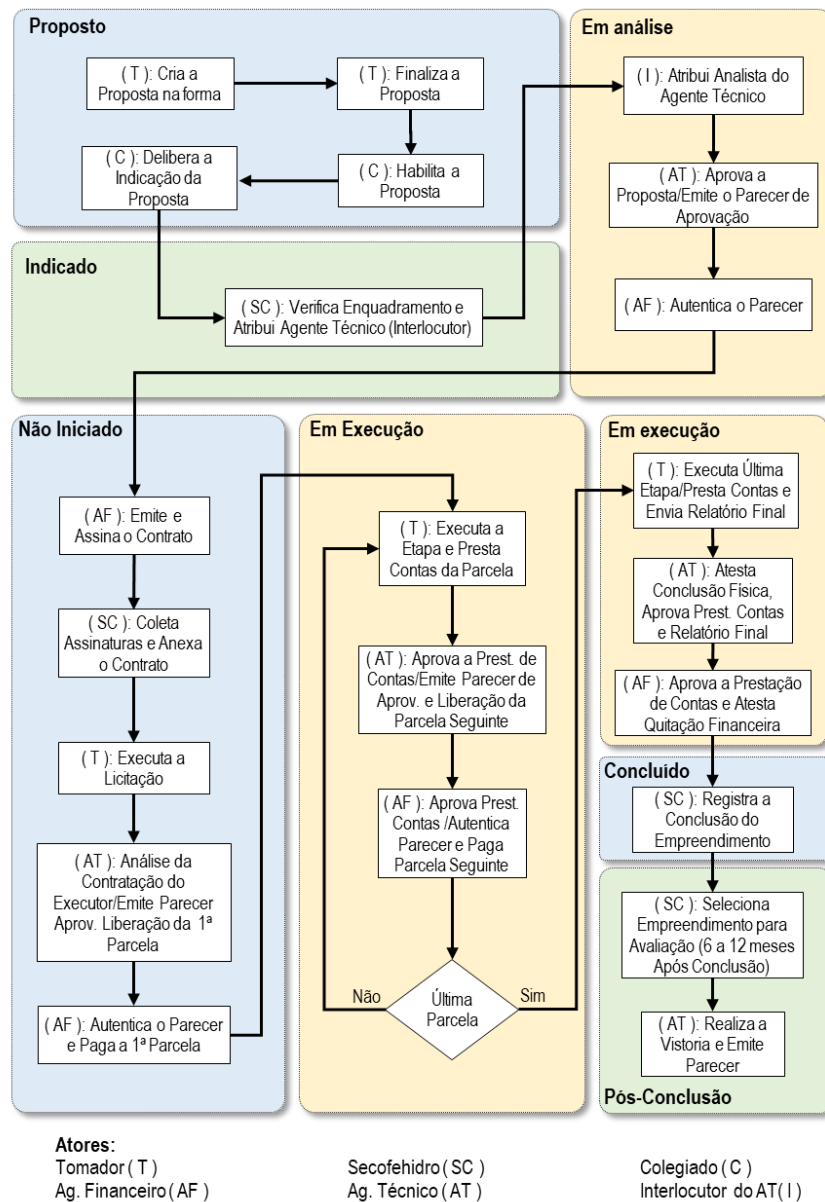 Proposto
( T ): Cria a
Proposta na forma
( T ): Finaliza a
Proposta
( C ): Habilita a
Proposta
( C ): Delibera a
Indicação da
Proposta
Indicado
( SC ): Verifica Enquadramento e
Atribui Agente Técnico (Interlocutor)
Em análise
( I ): Atribui Analista do
Agente Técnico
( AT ): Aprova a
Proposta/Emite o Parecer de
Aprovação
( AF ): Autentica o Parecer
Não Iniciado
( AF ): Emite e
Assina o Contrato
( SC ): Coleta
Assinaturas e Anexa
o Contrato
( T ): Executa a
Licitação
( AT ): Análise da
Contratação do
Executor/Emite Parecer
Aprov. Liberação da 1ª
Parcela
( AF ): Autentica o Parecer
e Paga a 1ª Parcela
Em Execução
( T ): Executa a
Etapa e Presta
Contas da Parcela
( AT ): Aprova a Prest. de
Contas/Emite Parecer de
Aprov. e Liberação da
Parcela Seguinte
( AF ): Aprova Prest.
Contas /Autentica
Parecer e Paga
Parcela Seguinte
Não
Última
Parcela
Sim
Em execução
( T ): Executa Última
Etapa/Presta Contas e
Envia Relatório Final
( AT ): Atesta
Conclusão Física,
Aprova Prest. Contas
e Relatório Final
( AF ): Aprova a Prestação
de Contas e Atesta
Quitação Financeira
Concluído
( SC ): Registra a
Conclusão do
Empreendimento
( SC ): Seleciona
Empreendimento para
Avaliação (6 a 12 meses
Após Conclusão)
( AT ): Realiza a
Vistoria e Emite
Parecer
Pós-Conclusão
Atores:
Tomador ( T )
Secofehidro ( SC )
Colegiado ( C )
Ag. Financeiro ( AF )
Ag. Técnico ( AT )
Interlocutor do AT( I )